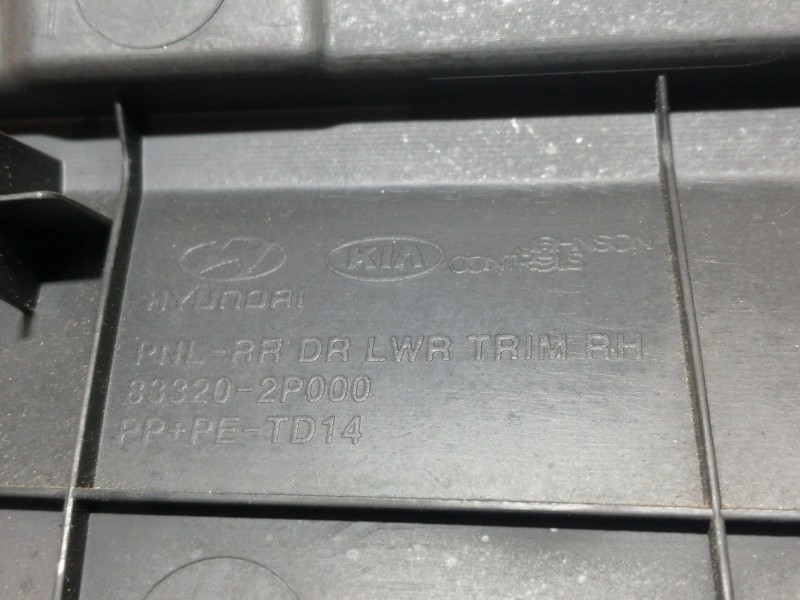 HYUNDAI
KIA
JOHNSON
CONTROLS
PNL-RR DR LWR TRIM RH
83320-2P000
PP+PE-TD14